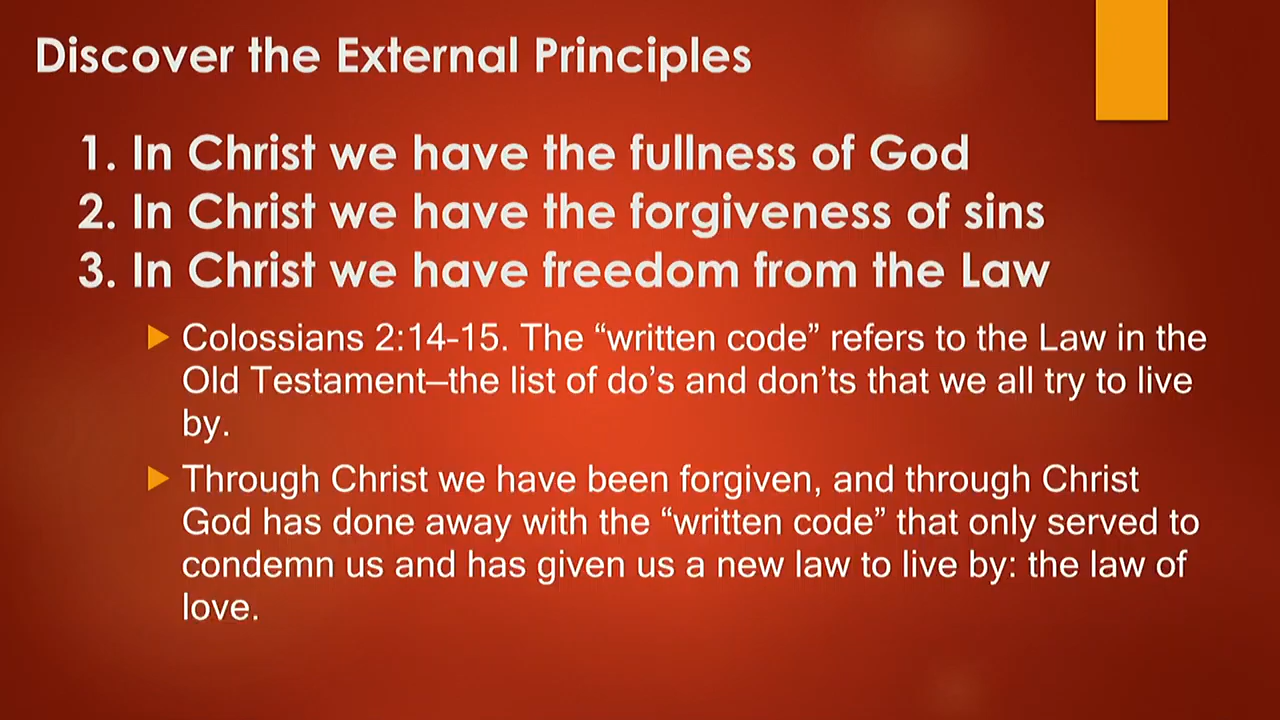 Discover the External Principles
1. In Christ we have the fullness of God
2. In Christ we have the forgiveness of sins
3. In Christ we have freedom from the Law
Colossians 2:14-15. The “written code” refers to the Law in the
Old Testament—the list of do’s and don’ts that we all try to live
by.
Through Christ we have been forgiven, and through Christ
God has done away with the “written code” that only served to
condemn us and has given us a new law to live by: the law of
love.